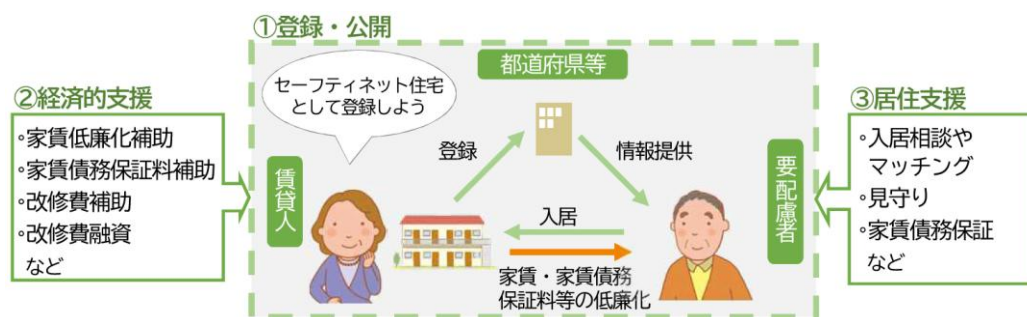 ①登録・公開
都道府県等
セーフティネット住宅
として登録しよう
②経済的支援
◦家賃低廉化補助
◦家賃債務保証料補助
◦改修費補助
◦改修費融資
など
賃貸人
登録
情報提供
入居
家賃・家賃債務
保証料等の低廉化
要配慮者
③居住支援
◦入居相談や
マッチング
◦見守り
◦家賃債務保証
など